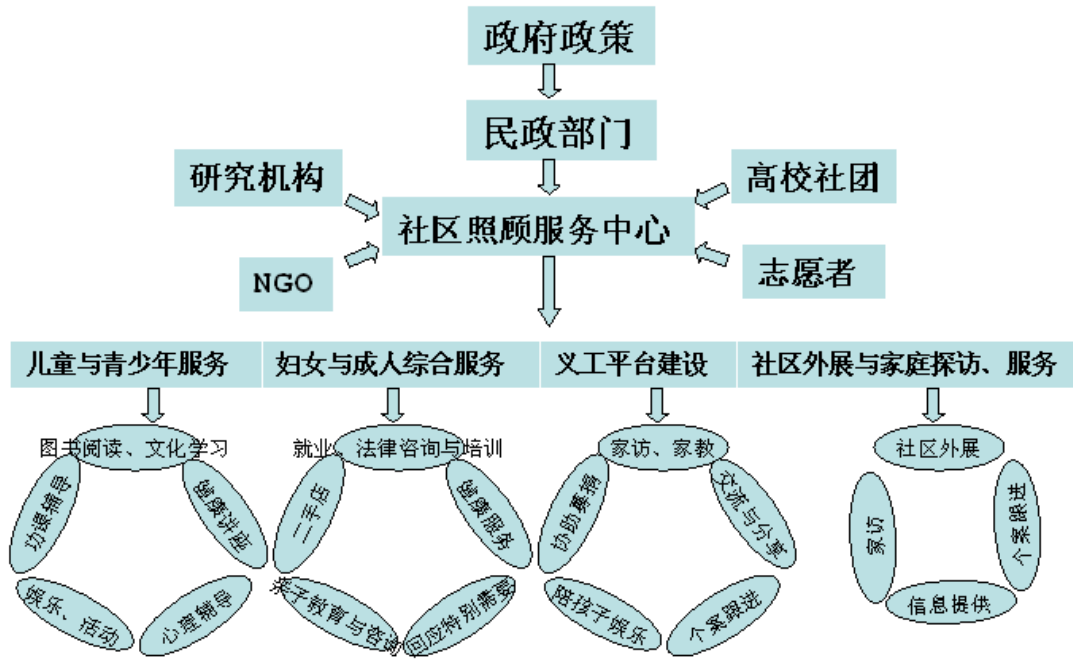 政府政策
民政部门
研究机构
高校社团
社区照顾服务中心
NGO
志愿者
儿童与青少年服务
妇女与成人综合服务
义工平台建设
社区外展与家庭探访、服务
图书阅读、文化学习
功课辅导
健康讲座
娱乐、活动
心理辅导
就业、法律咨询与培训
二手店
健康服务
亲子教育与咨询
回应特别需要
家访、家教
协助募捐
交流与分享
陪孩子娱乐
个案跟进
社区外展
家访
个案跟进
信息提供